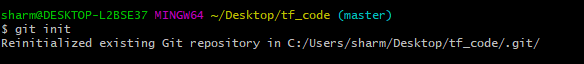 sharm@DESKTOP-L2BSE37 MINGW64 ~/Desktop/tf_code (master)
$ git init
Reinitialized existing Git repository in C:/Users/sharm/Desktop/tf_code/.git/